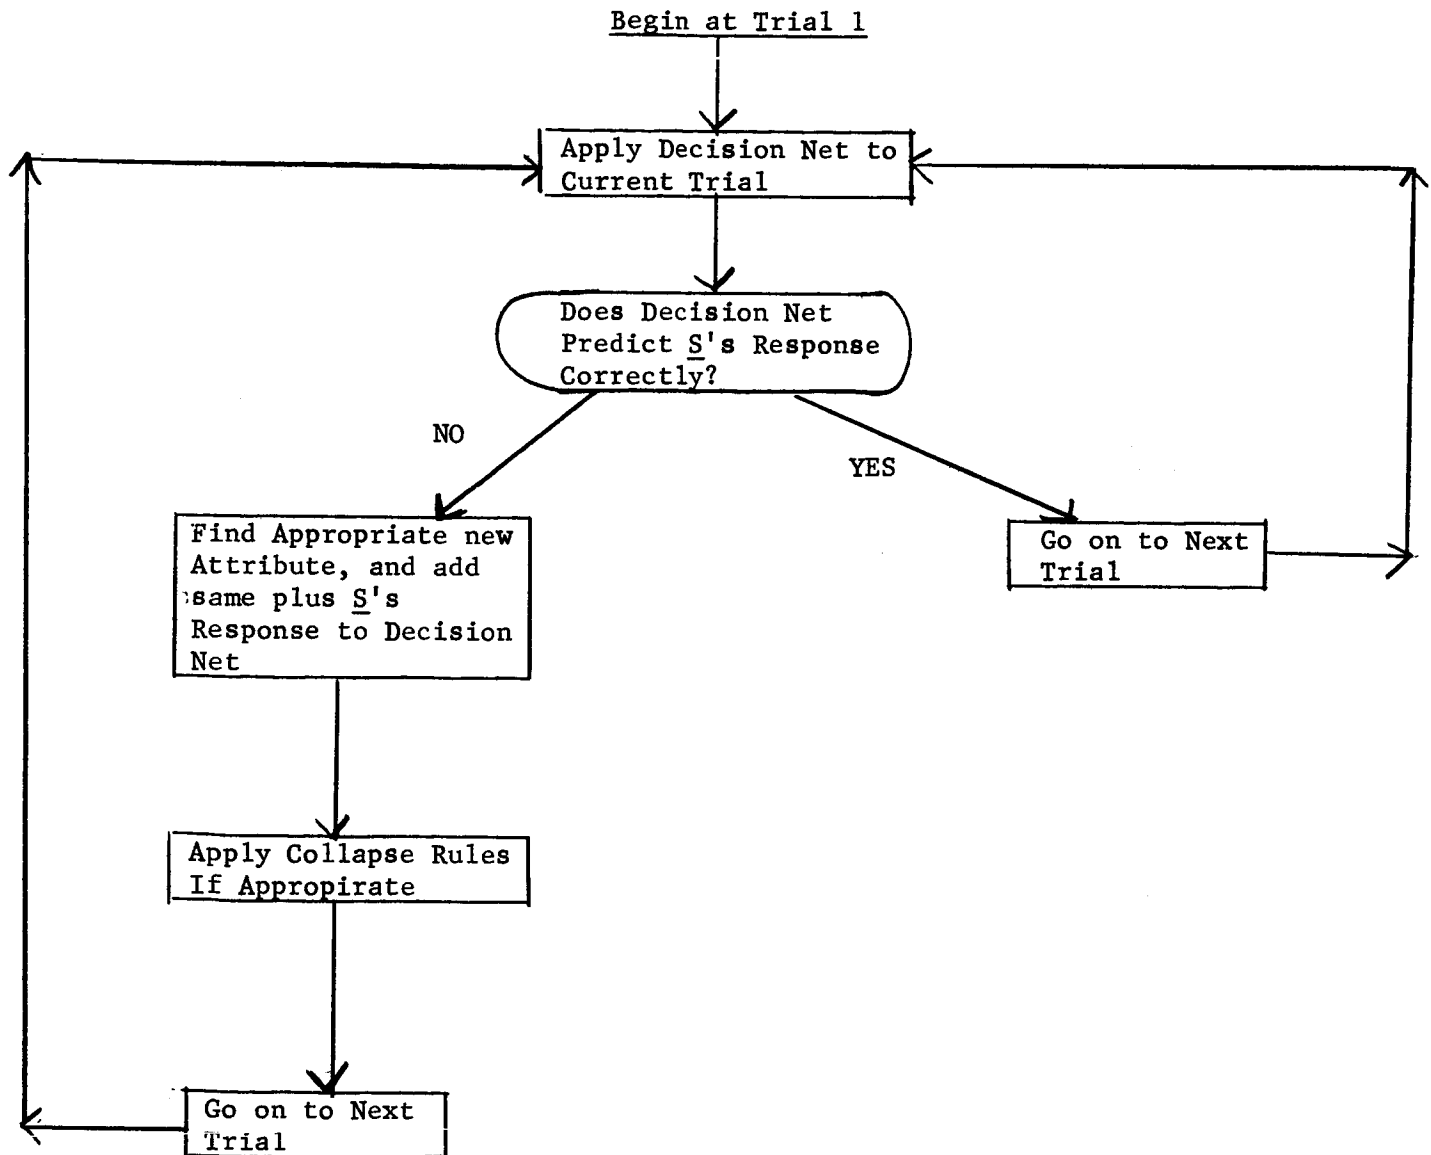 Begin at Trial 1
Apply Decision Net to
Current Trial
Does Decision Net
Predict S's Response
Correctly?
NO
YES
Find Appropriate new
Attribute, and add
same plus S's
Response to Decision
Net
Go on to Next
Trial
Apply Collapse Rules
If Appropirate
Go on to Next
Trial